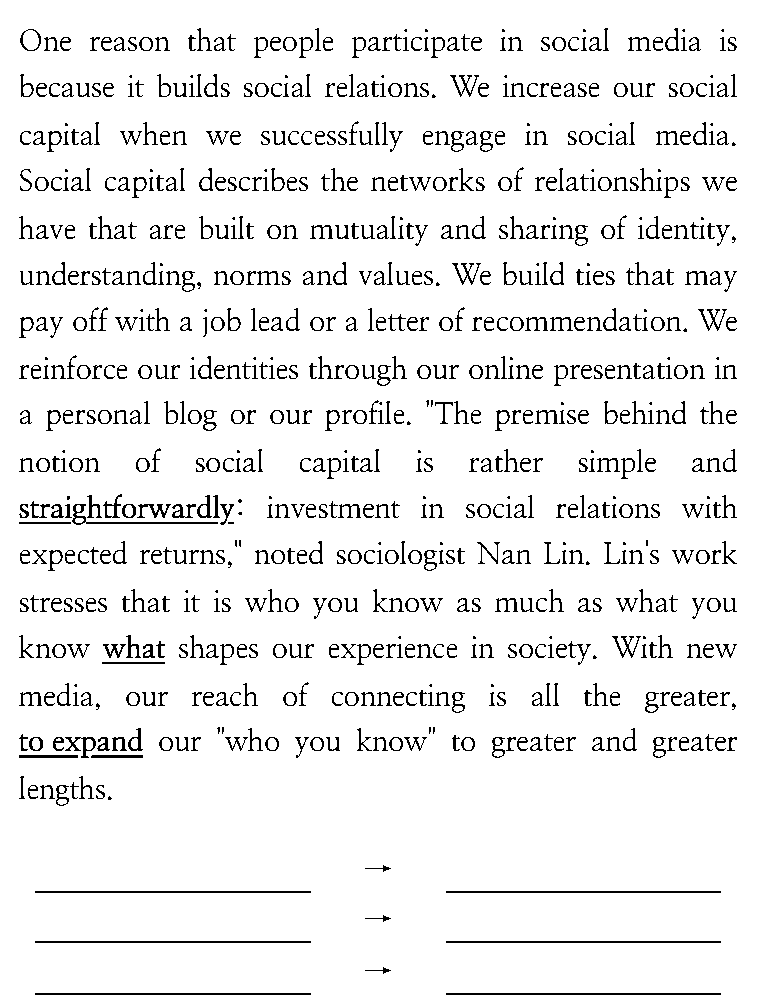 One reason that people participate in social media is
because it builds social relations. We increase our social
capital when we successfully engage in social media.
Social capital describes the networks of relationships we
have that are built on mutuality and sharing of identity,
understanding, norms and values. We build ties that may
pay off with a job lead or a letter of recommendation. We
reinforce our identities through our online presentation in
a personal blog or our profile. "The premise behind the
notion of social capital is rather simple and
straightforwardly: investment in social relations with
expected returns," noted sociologist Nan Lin. Lin's work
stresses that it is who you know as much as what you
know what shapes our experience in society. With new
media, our reach of connecting is all the greater,
to expand our "who you know" to greater and greater
lengths.
→
→
→